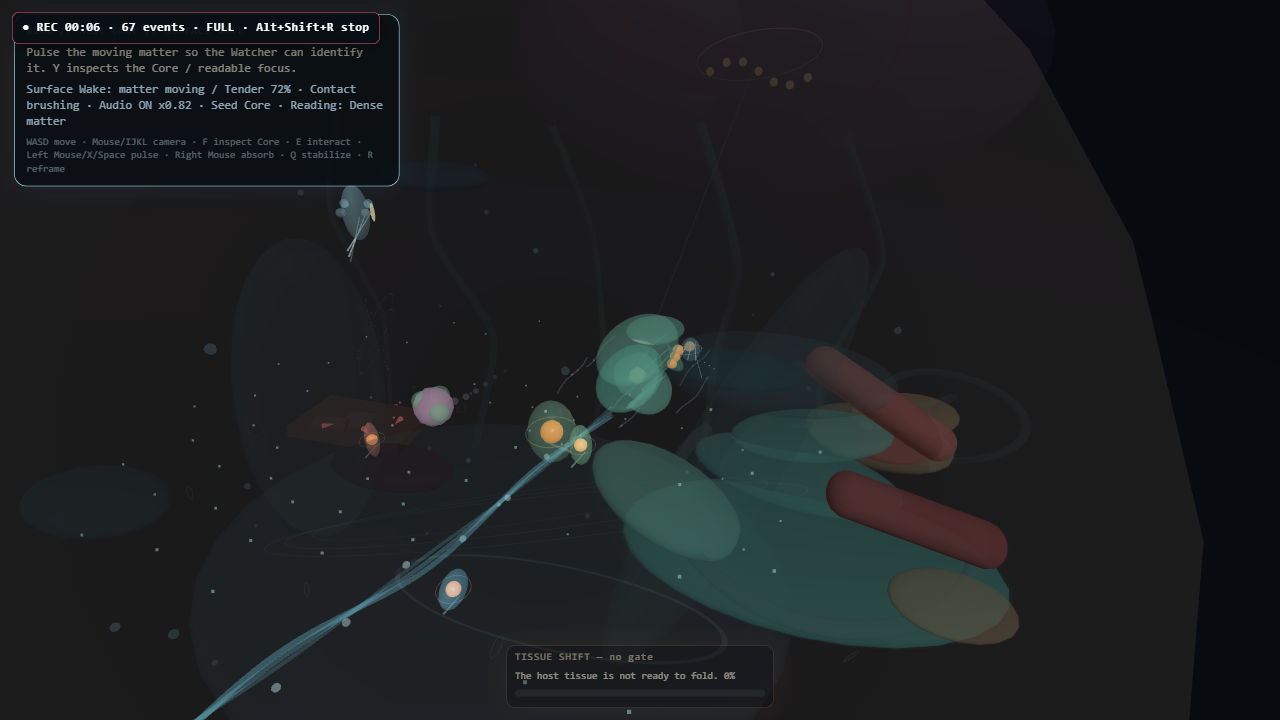 ● REC 00:06 · 67 events · FULL · Alt+Shift+R stop
Pulse the moving matter so the Watcher can identify
it. Y inspects the Core / readable focus.
Surface Wake: matter moving / Tender 72% · Contact
brushing · Audio ON x0.82 · Seed Core · Reading: Dense
matter
WASD move · Mouse/IJKL camera · F inspect Core · E interact ·
Left Mouse/X/Space pulse · Right Mouse absorb · Q stabilize · R
reframe
TISSUE SHIFT — no gate
The host tissue is not ready to fold. 0%